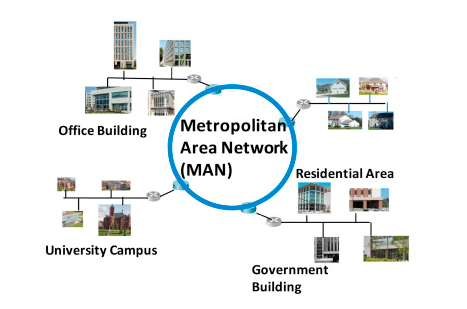 Office Building
Metropolitan
Area Network
(MAN)
Residential Area
University Campus
Government
Building